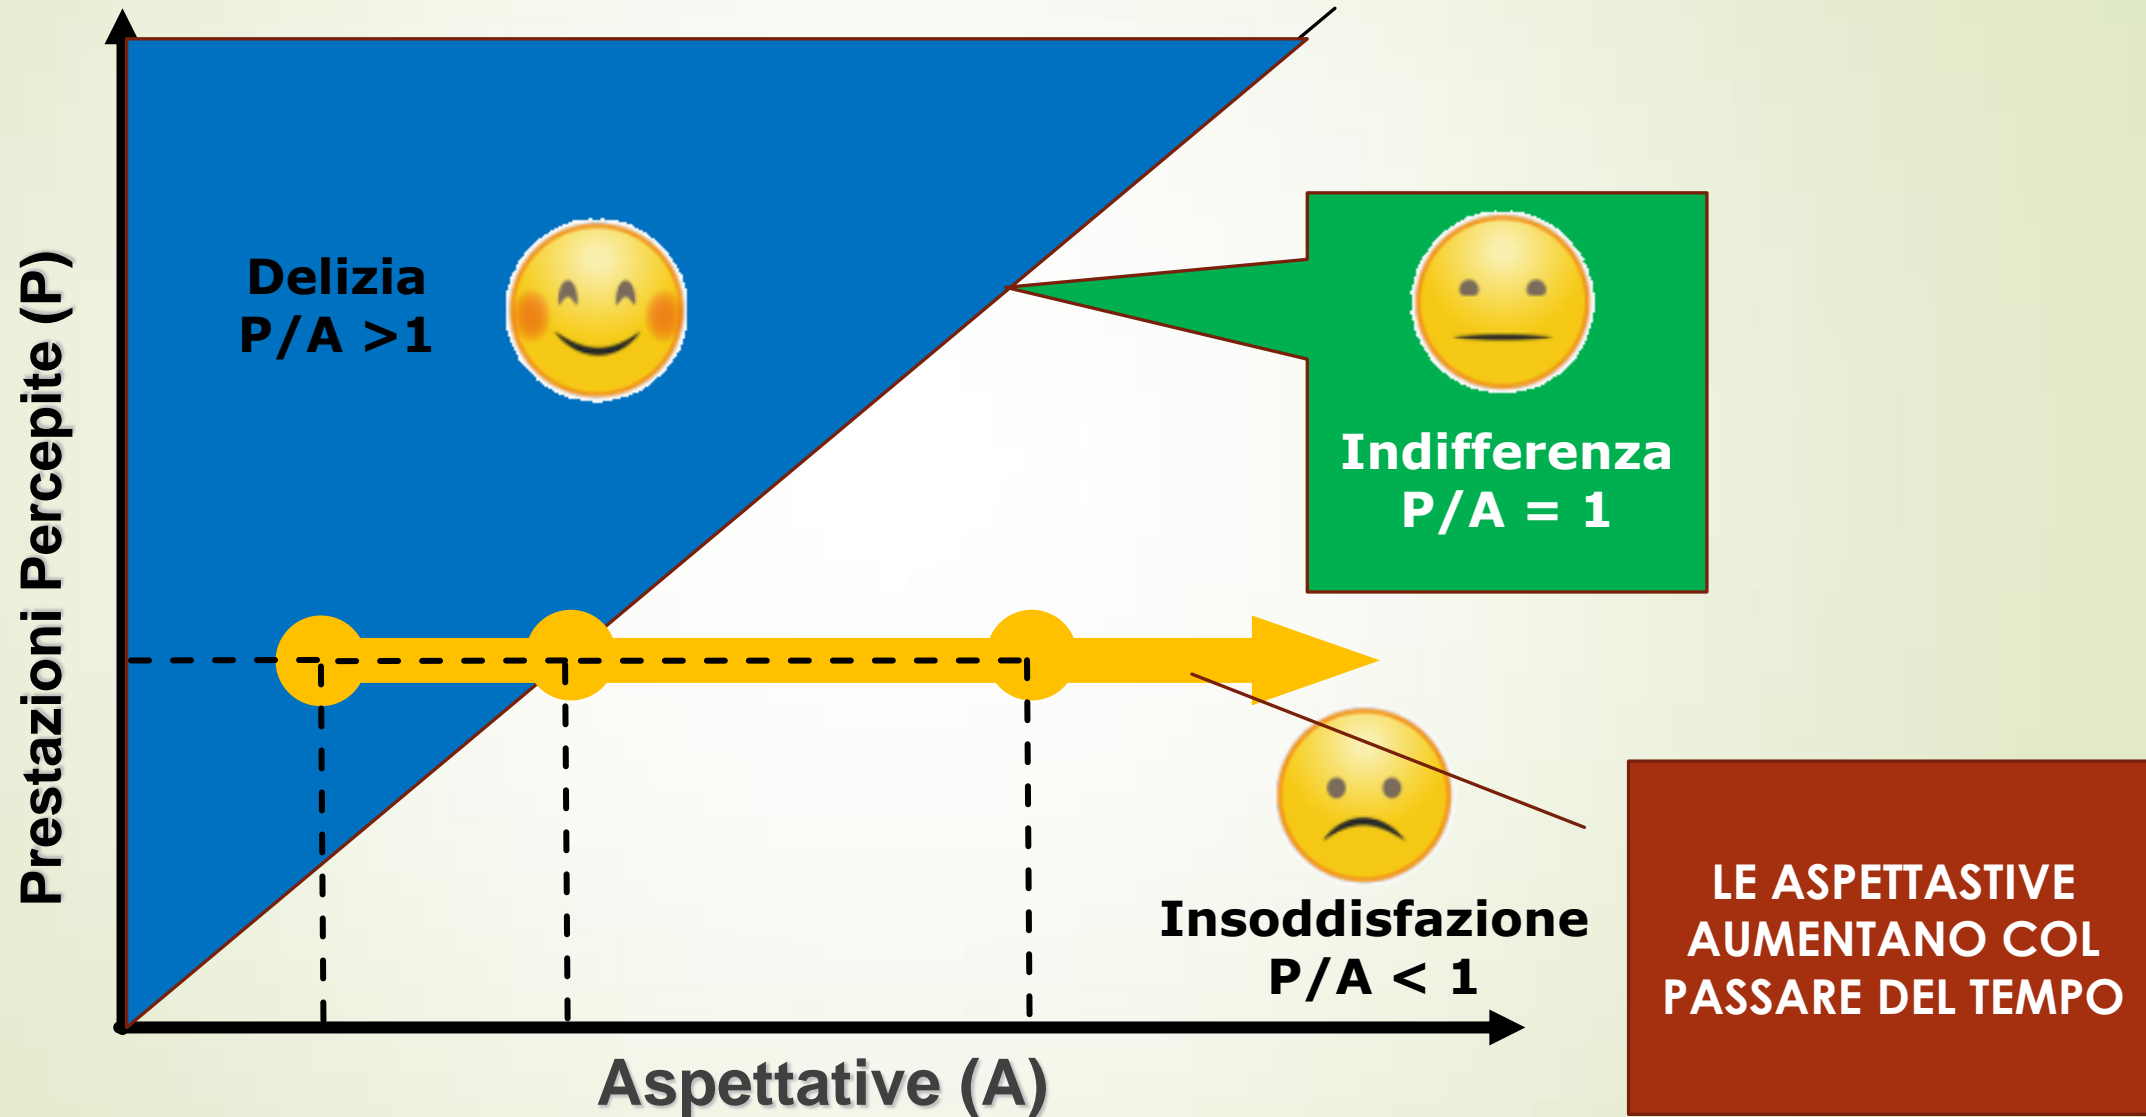 Prestazioni Percepite (P)
Delizia
P/A >1
Indifferenza
P/A = 1
Insoddisfazione
P/A < 1
LE ASPETTASTIVE
AUMENTANO COL
PASSARE DEL TEMPO
Aspettative (A)